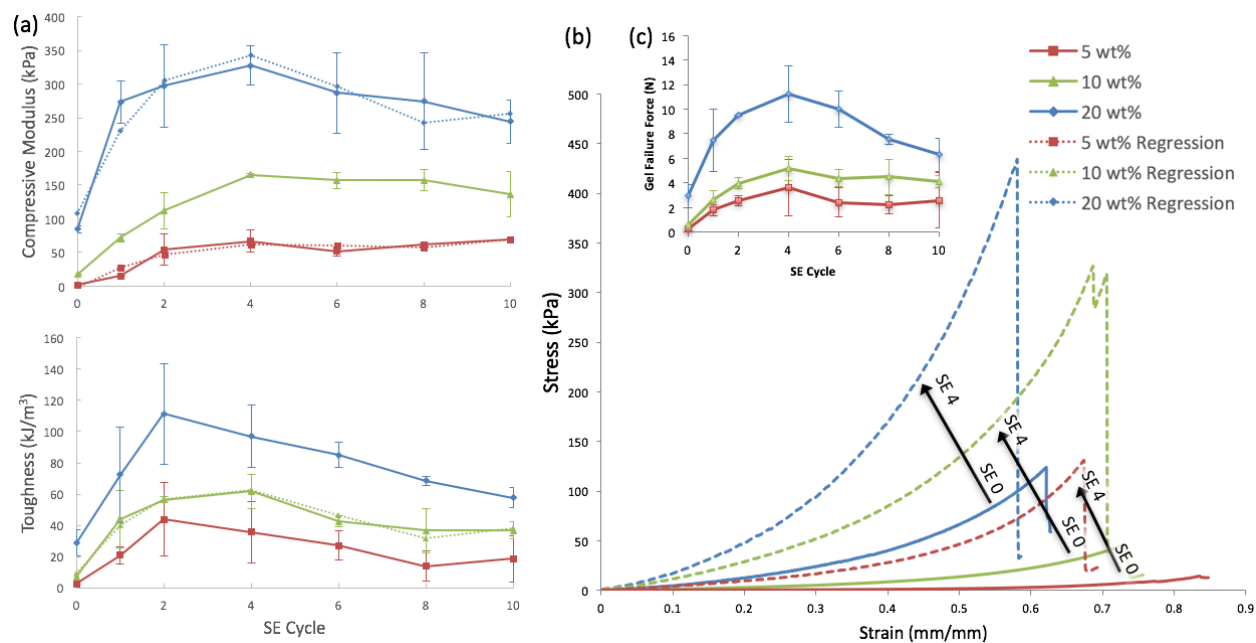 (a)
Compressive Modulus (kPa)
400
350
300
250
200
150
100
50
0
0 2 4 6 8 10
Toughness (kJ/m³)
160
140
120
100
80
60
40
20
0
0 2 4 6 8 10
SE Cycle
(b)
Stress (kPa)
500
450
400
350
300
250
200
150
100
50
0
0 0.1 0.2 0.3 0.4 0.5 0.6 0.7 0.8 0.9
Strain (mm/mm)
SE 4
SE 0
SE 4
SE 0
SE 4
SE 0
(c)
Gel Failure Force (N)
16
14
12
10
8
6
4
2
0
0 2 4 6 8 10
SE Cycle
5 wt%
10 wt%
20 wt%
5 wt% Regression
10 wt% Regression
20 wt% Regression